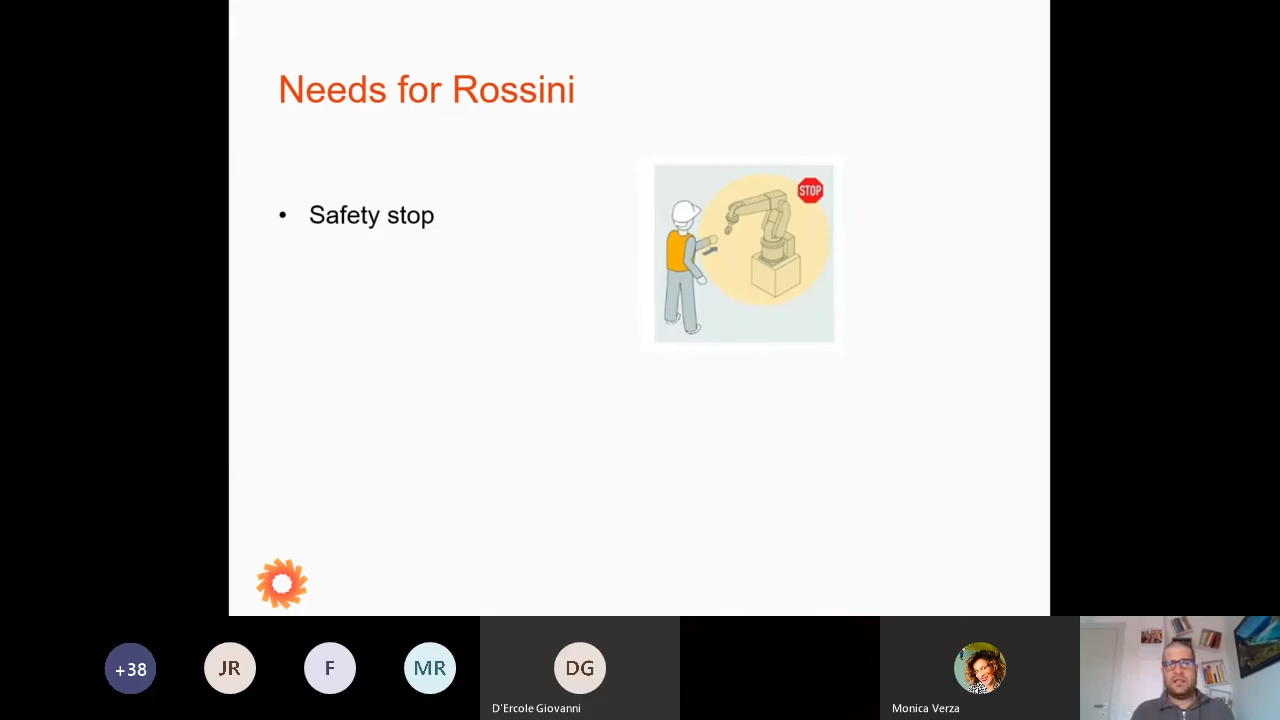 Needs for Rossini
• Safety stop
STOP
+38
JR
F
MR
DG
D'Ercole Giovanni
Monica Verza